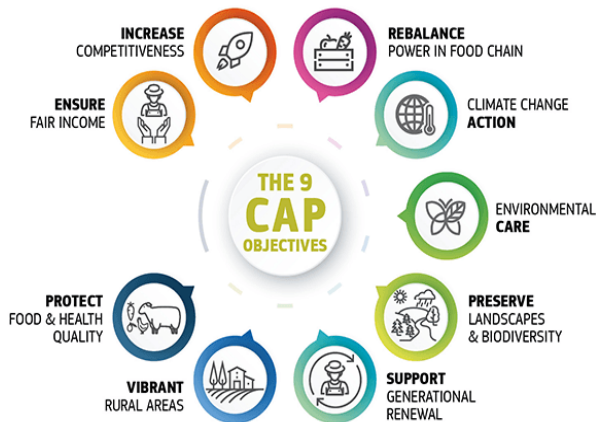 INCREASE
COMPETITIVENESS
REBALANCE
POWER IN FOOD CHAIN
ENSURE
FAIR INCOME
CLIMATE CHANGE
ACTION
THE 9
CAP
OBJECTIVES
ENVIRONMENTAL
CARE
PROTECT
FOOD & HEALTH
QUALITY
PRESERVE
LANDSCAPES
& BIODIVERSITY
VIBRANT
RURAL AREAS
SUPPORT
GENERATIONAL
RENEWAL